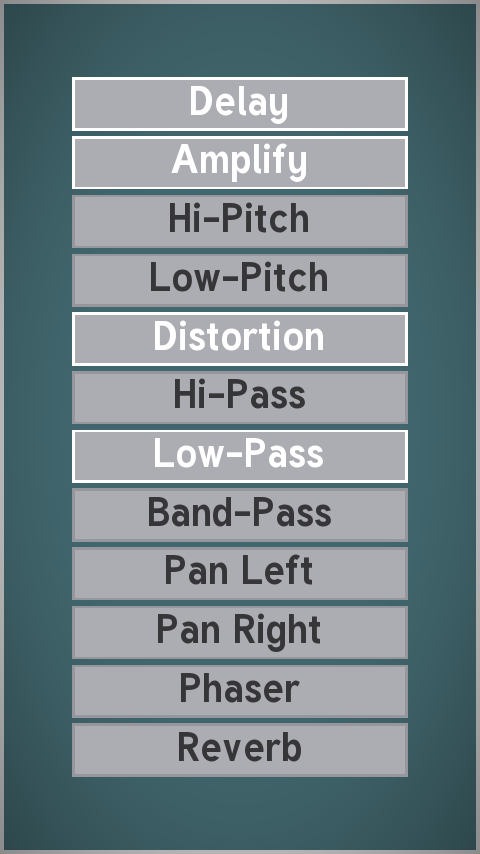 Delay
Amplify
Hi-Pitch
Low-Pitch
Distortion
Hi-Pass
Low-Pass
Band-Pass
Pan Left
Pan Right
Phaser
Reverb